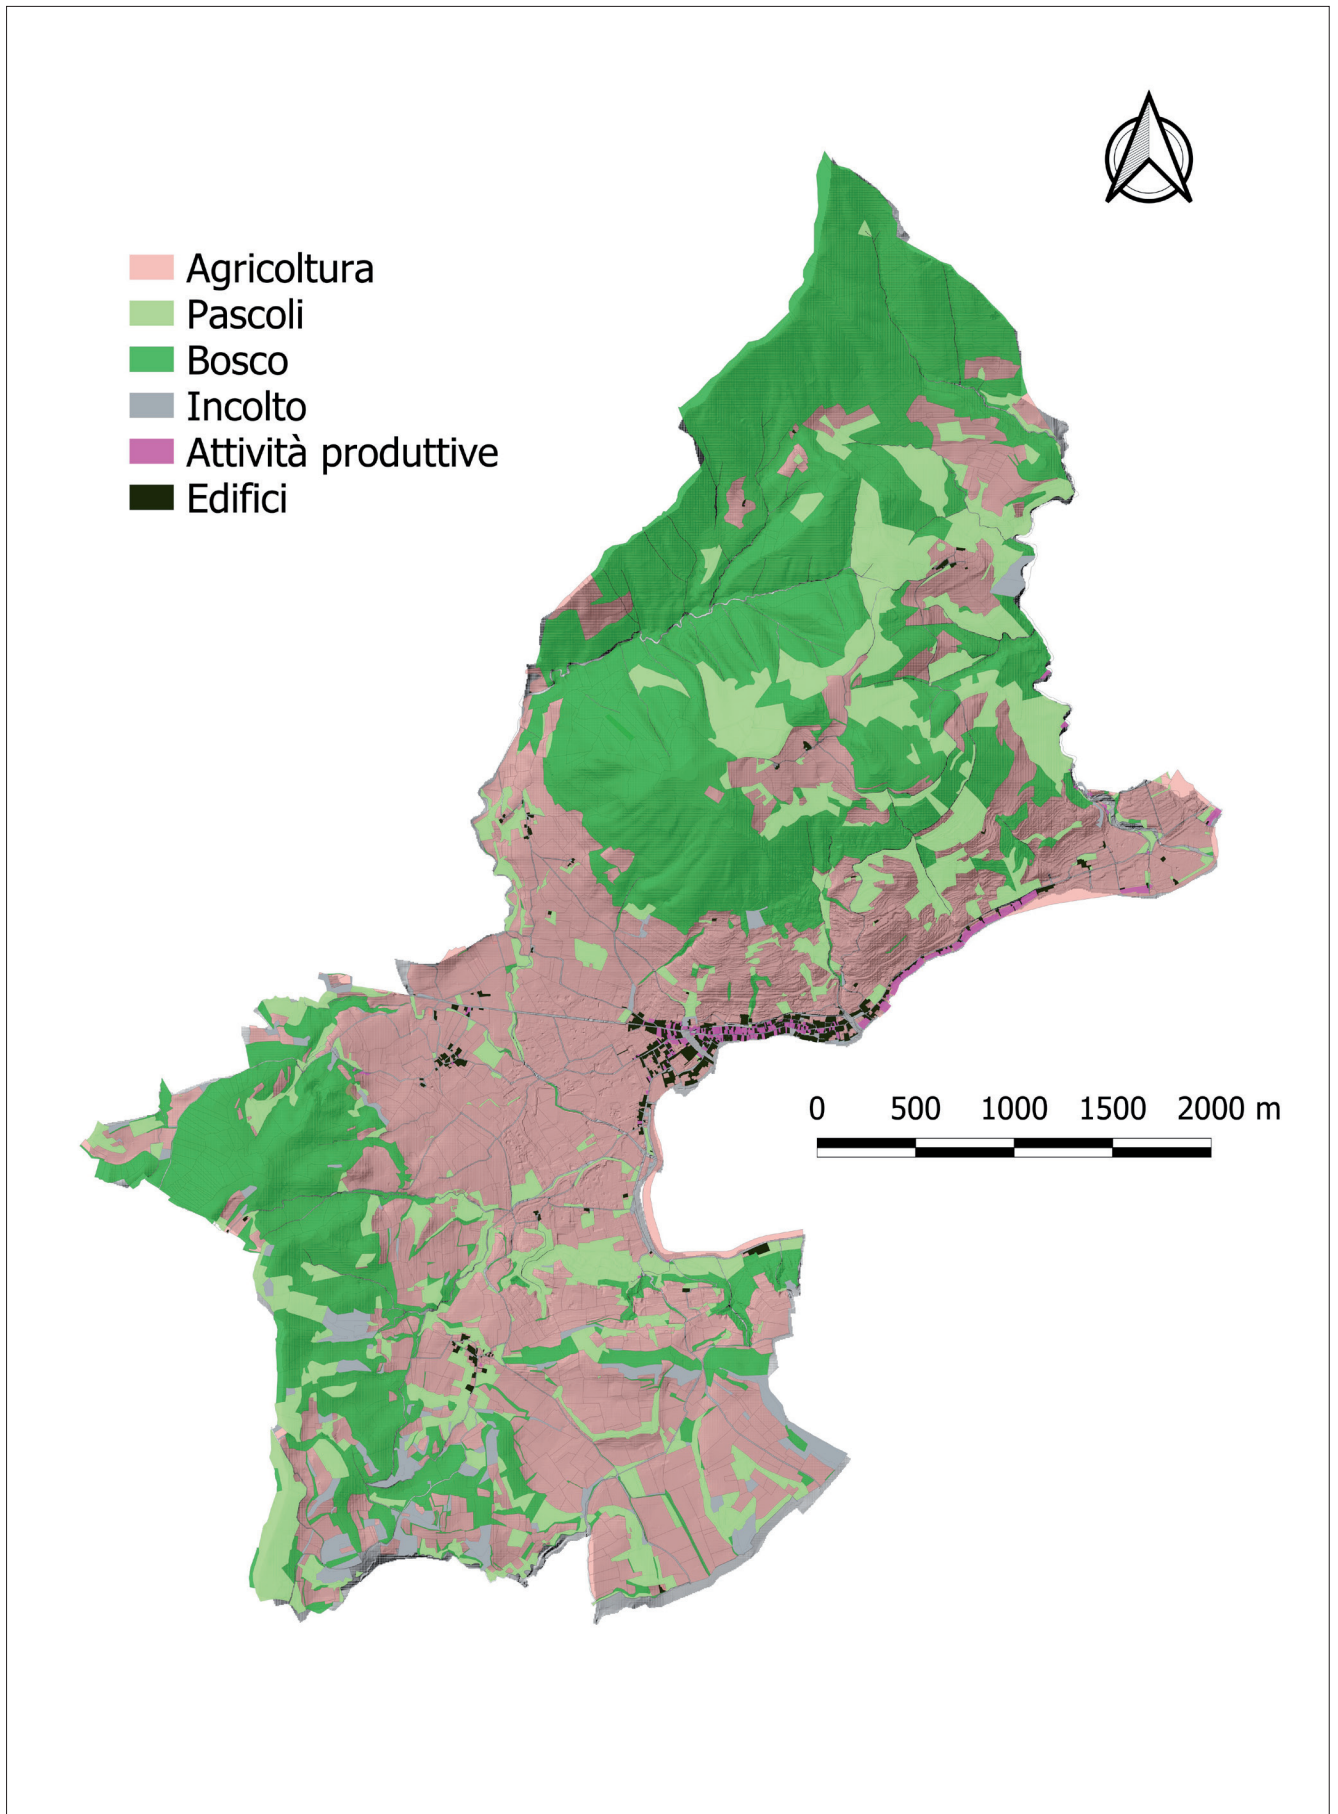 Agricoltura
Pascoli
Bosco
Incolto
Attività produttive
Edifici
0 500 1000 1500 2000 m